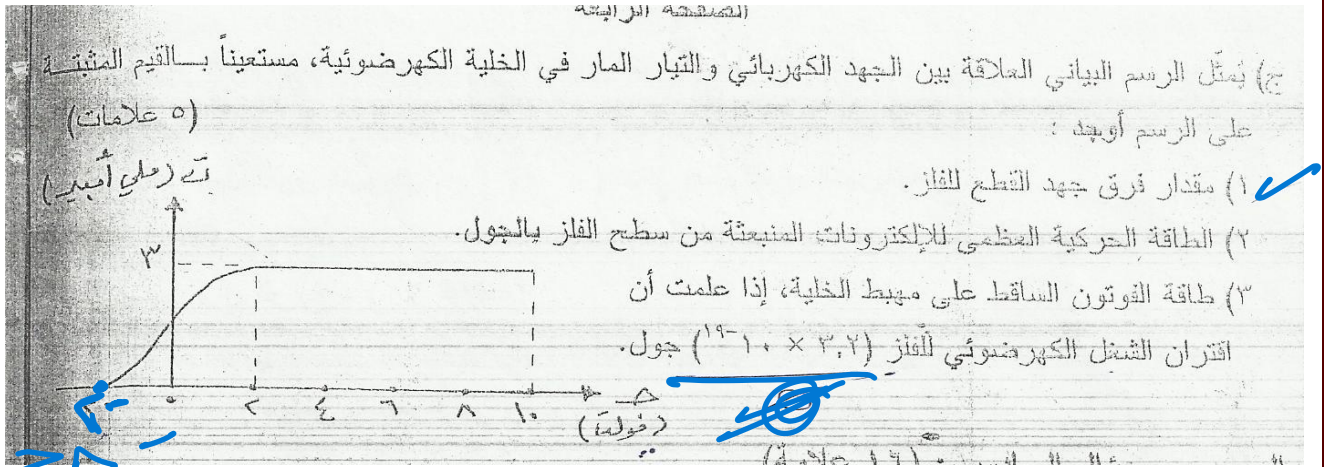 الصفحة الرابعة
ج) يُمثّل الرسم البياني العلاقة بين الجهد الكهربائي والتيار المار في الخلية الكهرضوئية، مستعيناً بالقيم المثبتة
على الرسم أوجد :
(٥ علامات)
١) مقدار فرق جهد القطع للفلز.
٢) الطاقة الحركية العظمى للإلكترونات المنبعثة من سطح الفلز بالجول.
٣) طاقة الفوتون الساقط على مهبط الخلية، إذا علمت أن
اقتران الشغل الكهرضوئي للفلز (٣,٢ × ١٠-١٩) جول.
ت (ملي أمبير)
٣
٠ ٢ ٤ ٦ ٨ ١٠
جـ
(فولت)